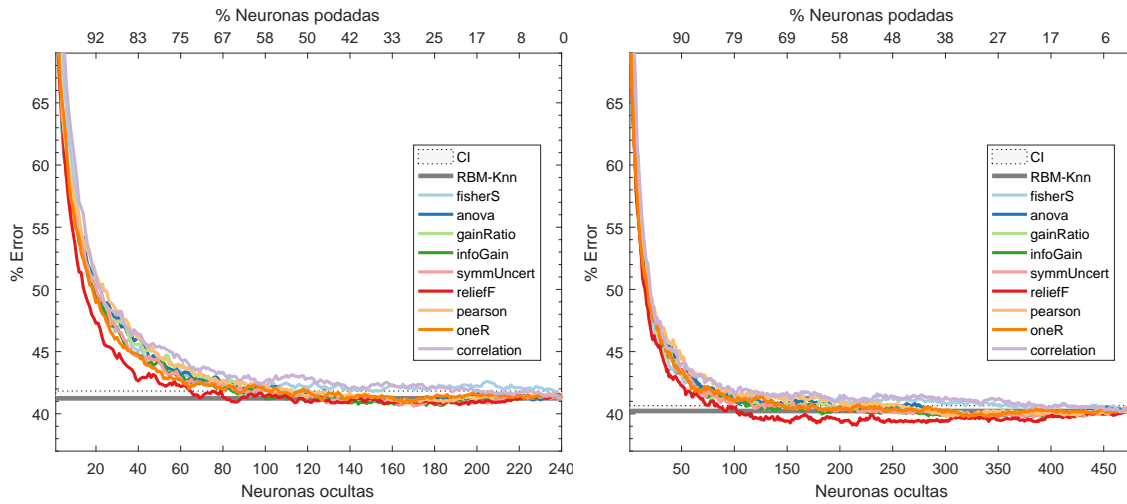 % Neuronas podadas
92 83 75 67 58 50 42 33 25 17 8 0
65
60
55
50
45
40
% Error
CI
RBM-Knn
fisherS
anova
gainRatio
infoGain
symmUncert
reliefF
pearson
oneR
correlation
20 40 60 80 100 120 140 160 180 200 220 240
Neuronas ocultas
% Neuronas podadas
90 79 69 58 48 38 27 17 6
65
60
55
50
45
40
% Error
CI
RBM-Knn
fisherS
anova
gainRatio
infoGain
symmUncert
reliefF
pearson
oneR
correlation
50 100 150 200 250 300 350 400 450
Neuronas ocultas